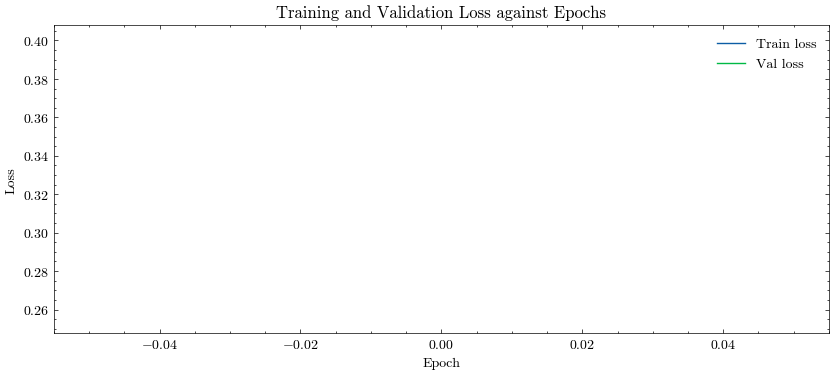 Training and Validation Loss against Epochs
0.40
0.38
0.36
0.34
0.32
0.30
0.28
0.26
Loss
Train loss
Val loss
−0.04
−0.02
0.00
0.02
0.04
Epoch